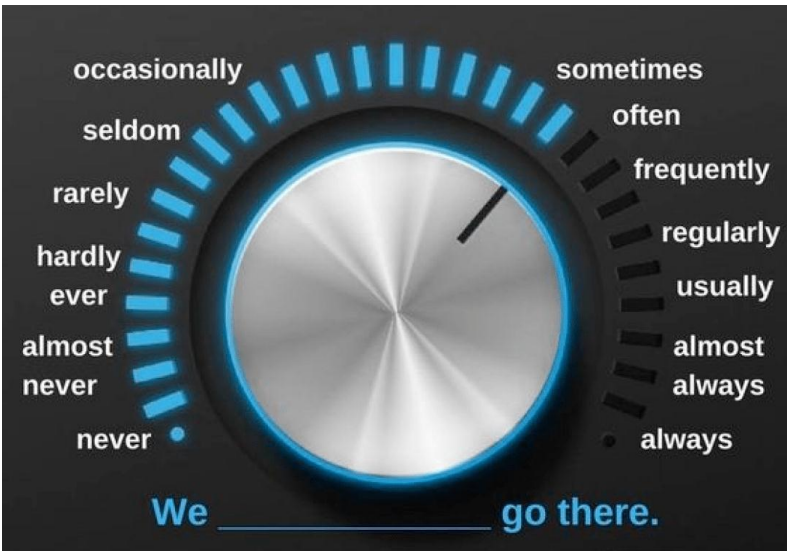 occasionally
seldom
rarely
hardly
ever
almost
never
never
sometimes
often
frequently
regularly
usually
almost
always
always
We ______________ go there.